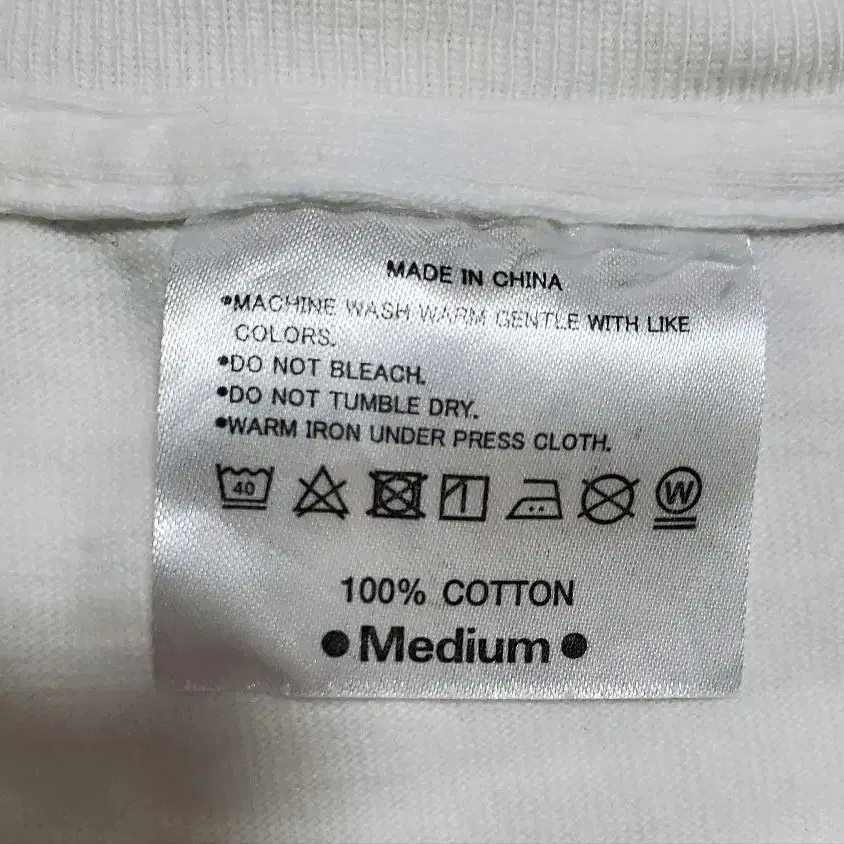 MADE IN CHINA
•MACHINE WASH WARM GENTLE WITH LIKE
COLORS.
•DO NOT BLEACH.
•DO NOT TUMBLE DRY.
•WARM IRON UNDER PRESS CLOTH.
40 W
100% COTTON
●Medium●